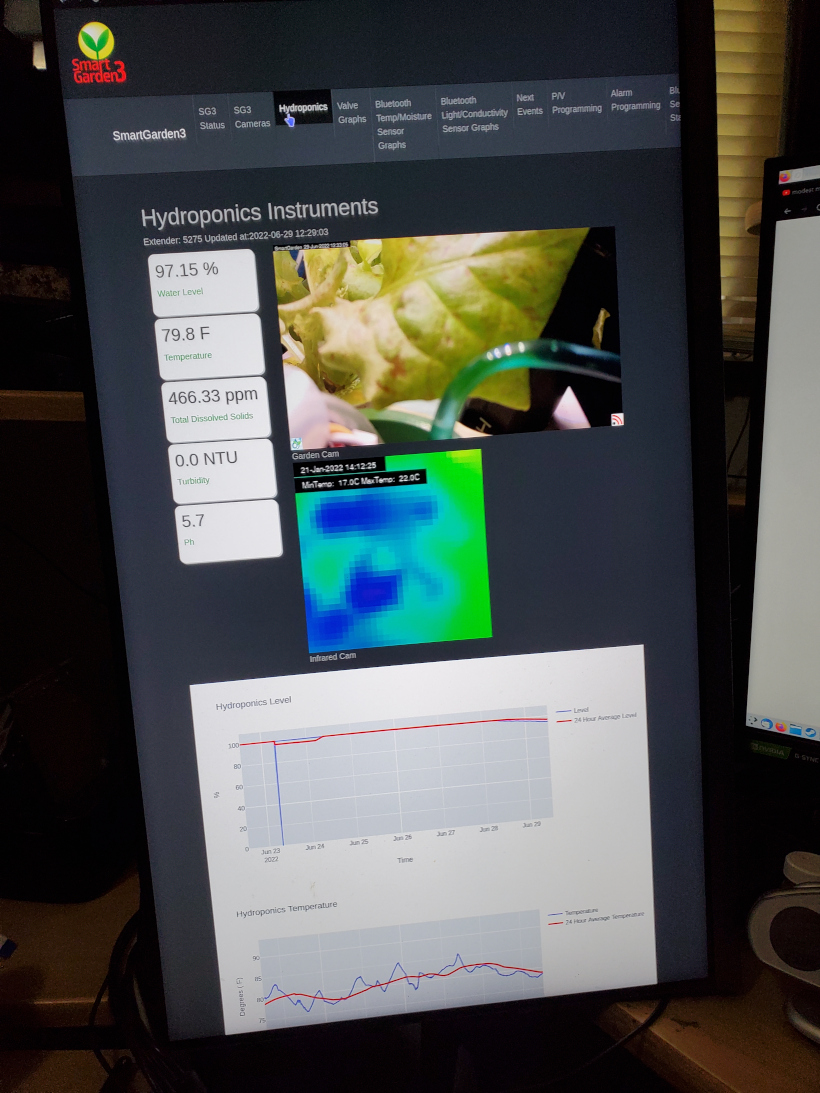 Smart
Garden3
SmartGarden3
SG3
Status
SG3
Cameras
Hydroponics
Valve
Graphs
Bluetooth
Temp/Moisture
Sensor
Graphs
Bluetooth
Light/Conductivity
Sensor Graphs
Next
Events
P/V
Programming
Alarm
Programming
Hydroponics Instruments
Extender: 5275 Updated at:2022-06-29 12:29:03
97.15 %
Water Level
79.8 F
Temperature
466.33 ppm
Total Dissolved Solids
0.0 NTU
Turbidity
5.7
Ph
Garden Cam
21-Jan-2022 14:12:25
MinTemp: 17.0C MaxTemp: 22.0C
Infrared Cam
Hydroponics Level
Level
24 Hour Average Level
100
80
60
40
20
0
%
Jun 23
2022
Jun 24
Jun 25
Jun 26
Jun 27
Jun 28
Jun 29
Time
Hydroponics Temperature
Temperature
24 Hour Average Temperature
90
85
80
75
Degrees (F)
NVIDIA
G-SYNC